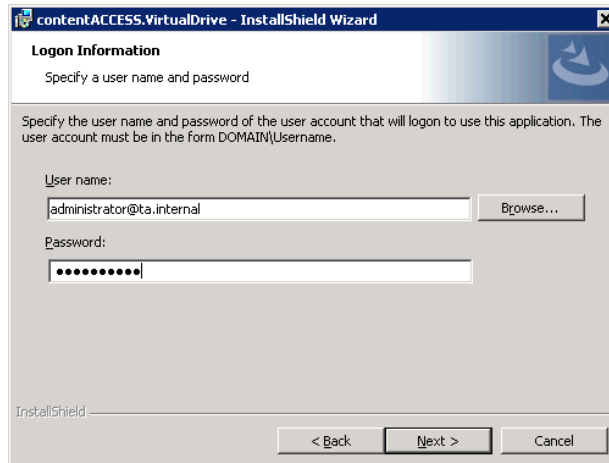 contentACCESS.VirtualDrive - InstallShield Wizard
Logon Information
Specify a user name and password
Specify the user name and password of the user account that will logon to use this application. The
user account must be in the form DOMAIN\Username.
User name:
administrator@ta.internal
Browse...
Password:
●●●●●●●●●●
InstallShield
< Back
Next >
Cancel